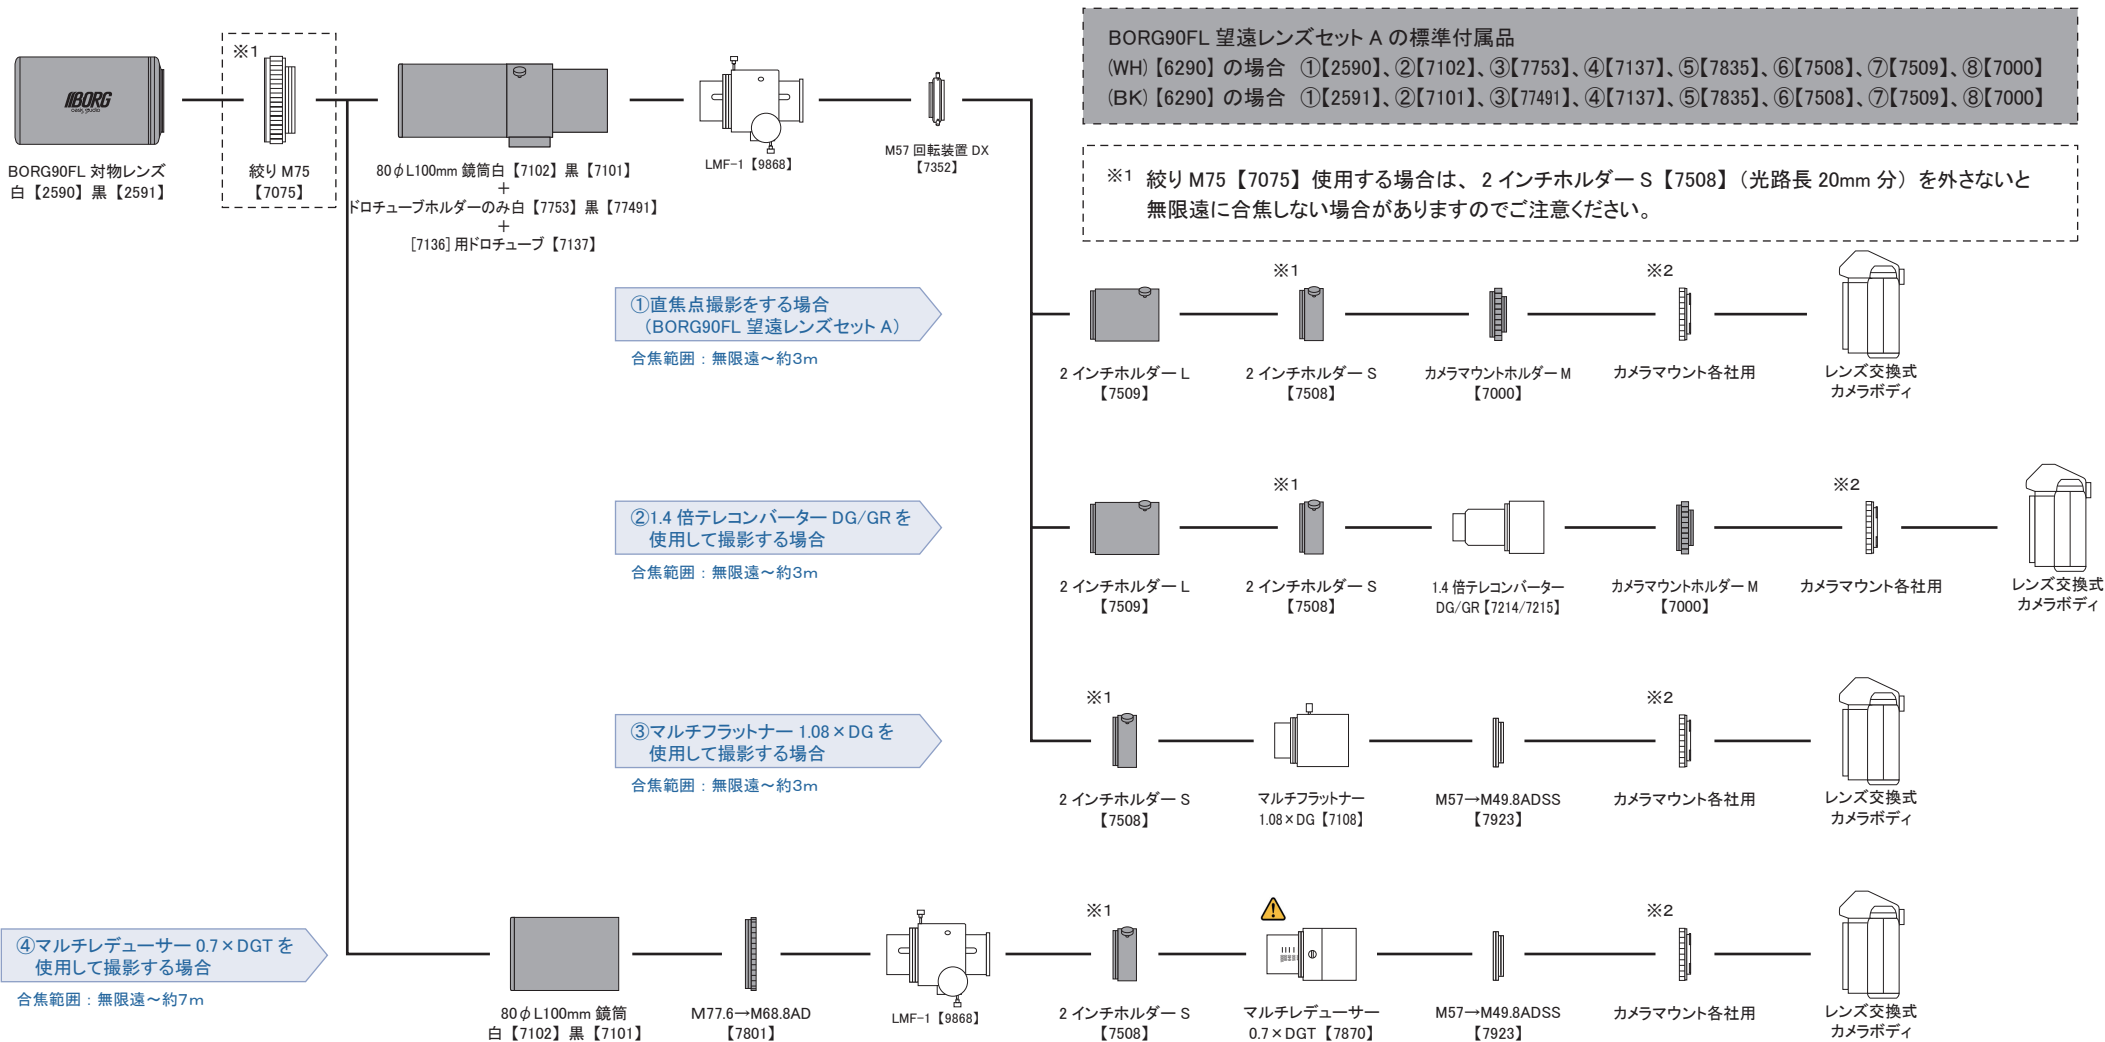 BORG90FL 望遠レンズセット A の標準付属品
(WH)【6290】の場合 ①【2590】、②【7102】、③【7753】、④【7137】、⑤【7835】、⑥【7508】、⑦【7509】、⑧【7000】
(BK)【6290】の場合 ①【2591】、②【7101】、③【77491】、④【7137】、⑤【7835】、⑥【7508】、⑦【7509】、⑧【7000】
※1 絞り M75【7075】使用する場合は、2 インチホルダー S【7508】(光路長 20mm 分)を外さないと
無限遠に合焦しない場合がありますのでご注意ください。
BORG
BORG90FL 対物レンズ
白【2590】黒【2591】
※1
絞り M75
【7075】
80φL100mm 鏡筒白【7102】黒【7101】
+
ドロチューブホルダーのみ白【7753】黒【77491】
+
[7136]用ドロチューブ【7137】
LMF-1【9868】
M57 回転装置 DX
【7352】
①直焦点撮影をする場合
(BORG90FL 望遠レンズセット A)
合焦範囲：無限遠～約3m
2 インチホルダー L
【7509】
※1
2 インチホルダー S
【7508】
カメラマウントホルダー M
【7000】
※2
カメラマウント各社用
レンズ交換式
カメラボディ
②1.4 倍テレコンバーター DG/GR を
使用して撮影する場合
合焦範囲：無限遠～約3m
2 インチホルダー L
【7509】
※1
2 インチホルダー S
【7508】
1.4 倍テレコンバーター
DG/GR【7214/7215】
カメラマウントホルダー M
【7000】
※2
カメラマウント各社用
レンズ交換式
カメラボディ
③マルチフラットナー 1.08×DG を
使用して撮影する場合
合焦範囲：無限遠～約3m
※1
2 インチホルダー S
【7508】
マルチフラットナー
1.08×DG【7108】
M57→M49.8ADSS
【7923】
※2
カメラマウント各社用
レンズ交換式
カメラボディ
④マルチレデューサー 0.7×DGT を
使用して撮影する場合
合焦範囲：無限遠～約7m
80φL100mm 鏡筒
白【7102】黒【7101】
M77.6→M68.8AD
【7801】
LMF-1【9868】
※1
2 インチホルダー S
【7508】
マルチレデューサー
0.7×DGT【7870】
M57→M49.8ADSS
【7923】
※2
カメラマウント各社用
レンズ交換式
カメラボディ